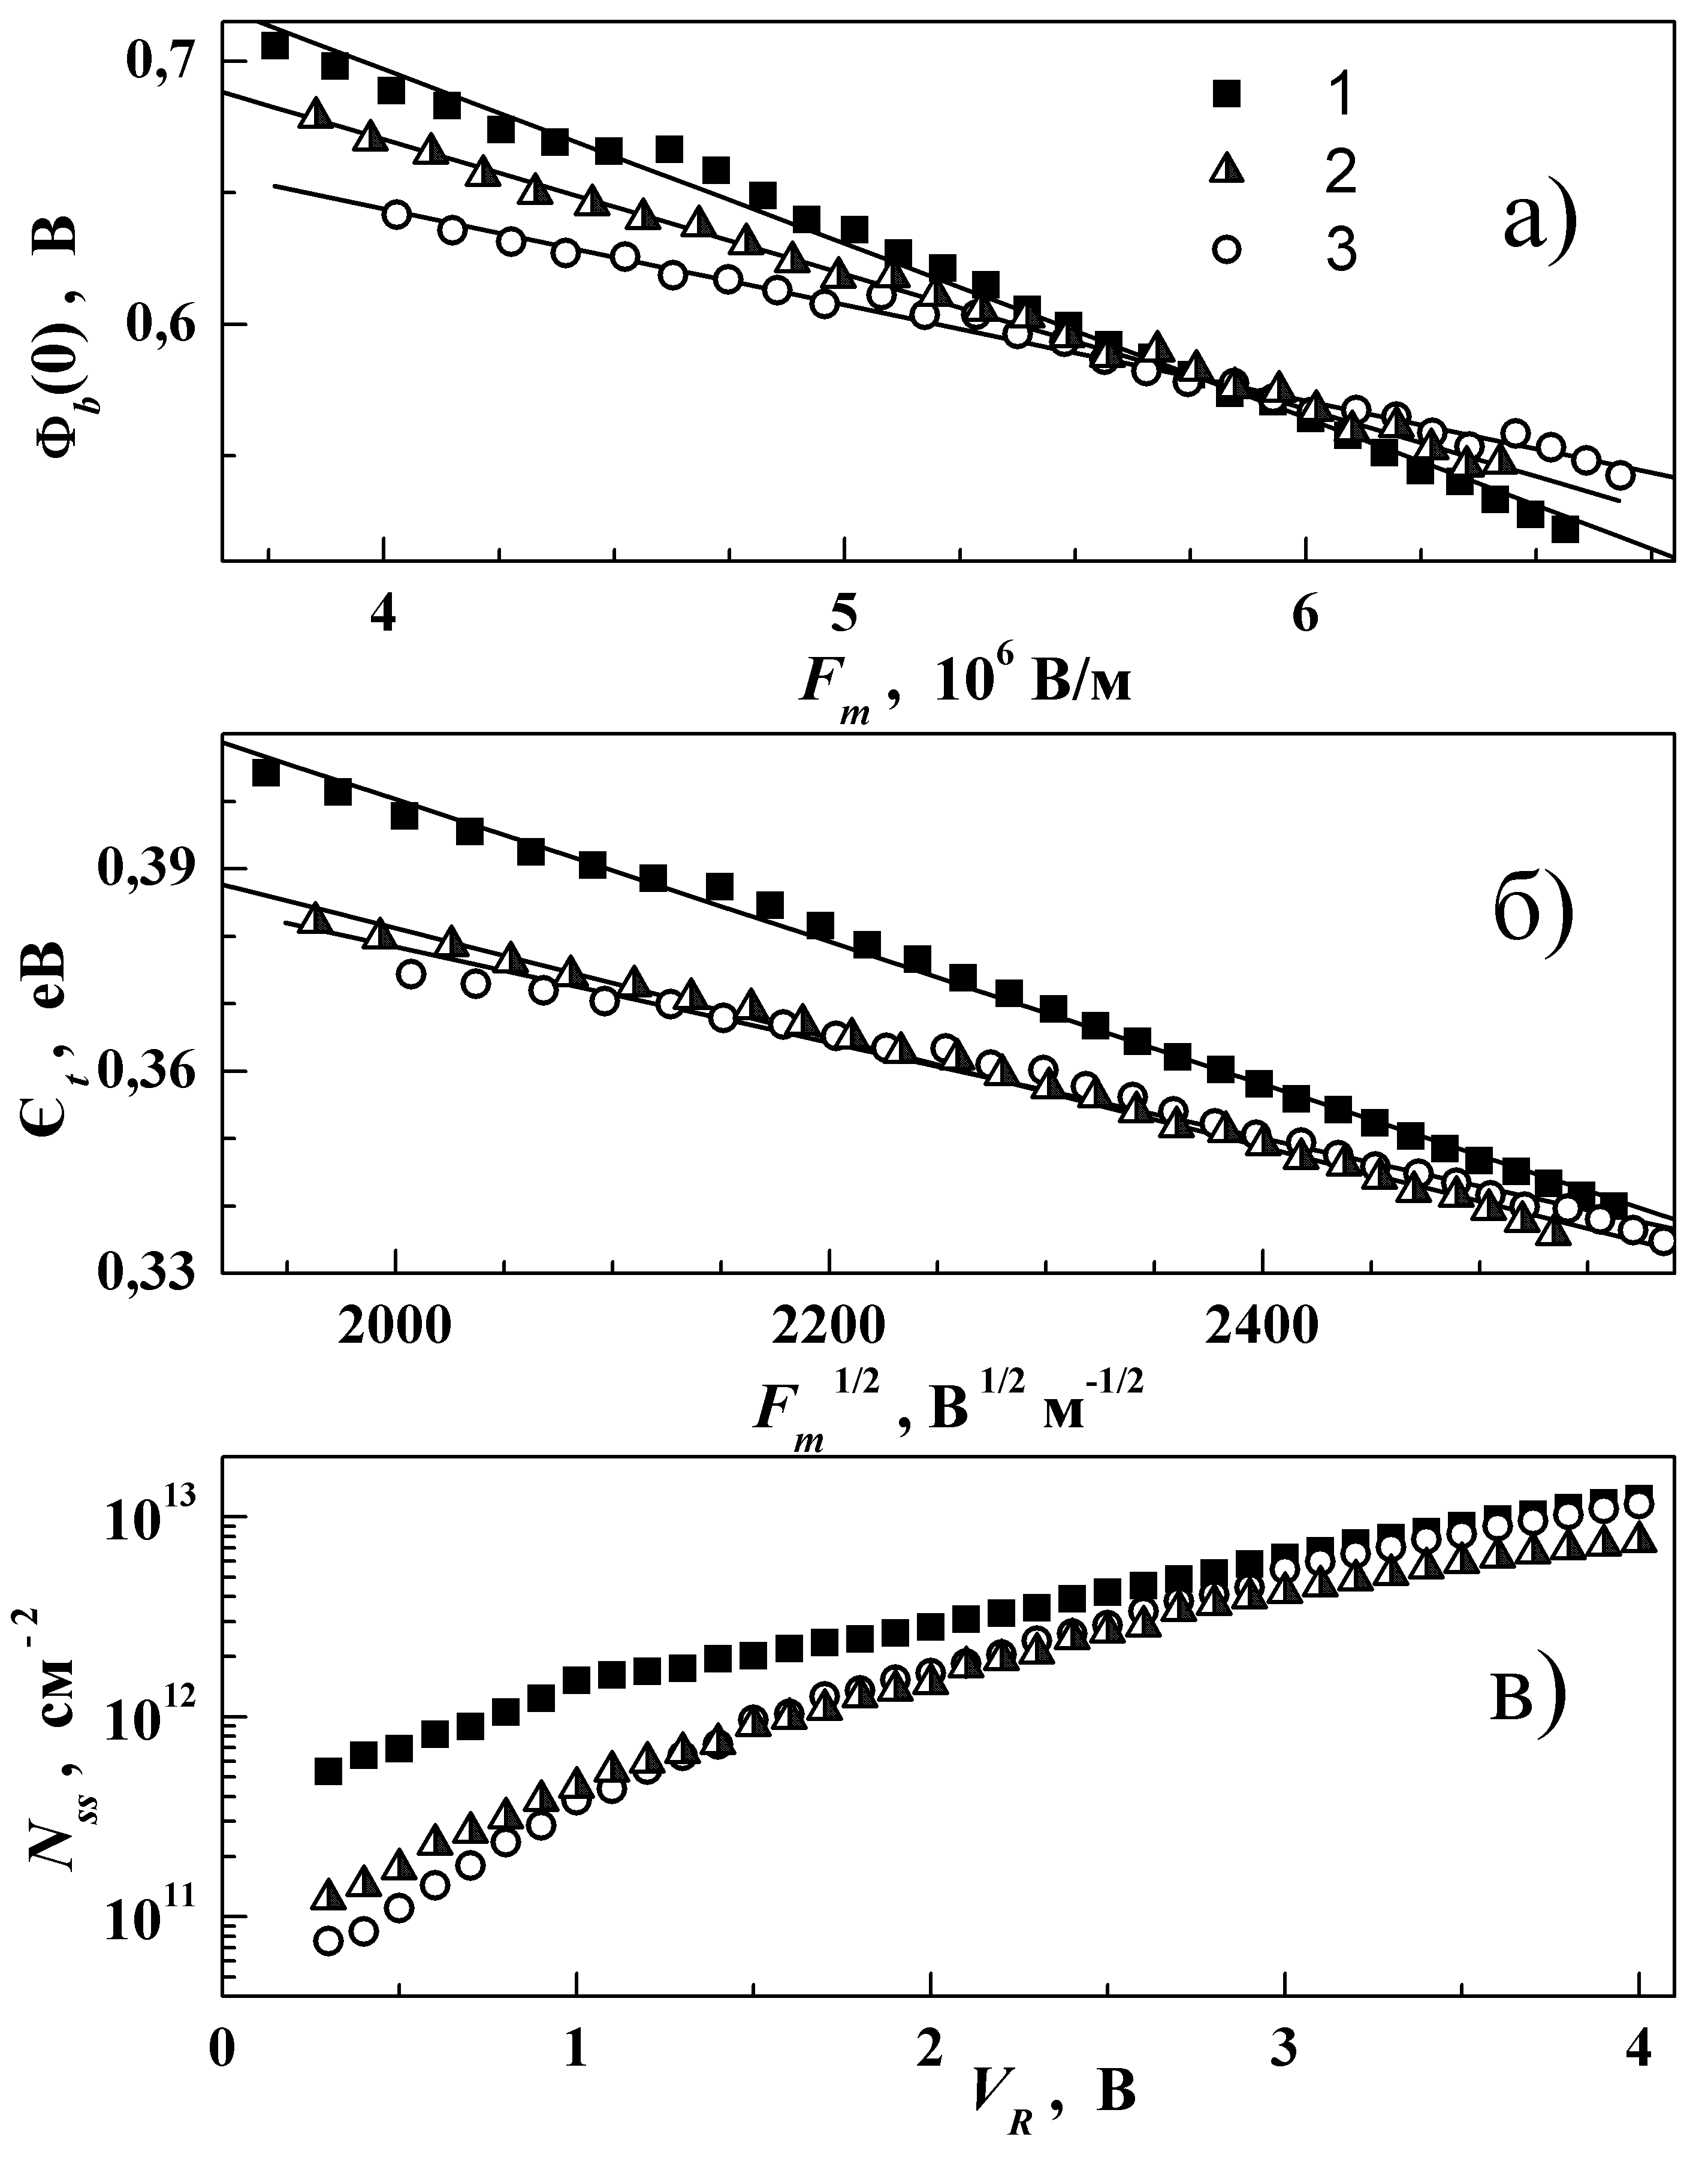 0,7
0,6
Φb(0) , В
1
2
3
а)
4 5 6
Fm , 10^6 В/м
0,39
0,36
0,33
Єt , еВ
б)
2000 2200 2400
Fm^1/2 , В^1/2 м^-1/2
10^13
10^12
10^11
Nss , см^-2
в)
0 1 2 3 4
VR , В